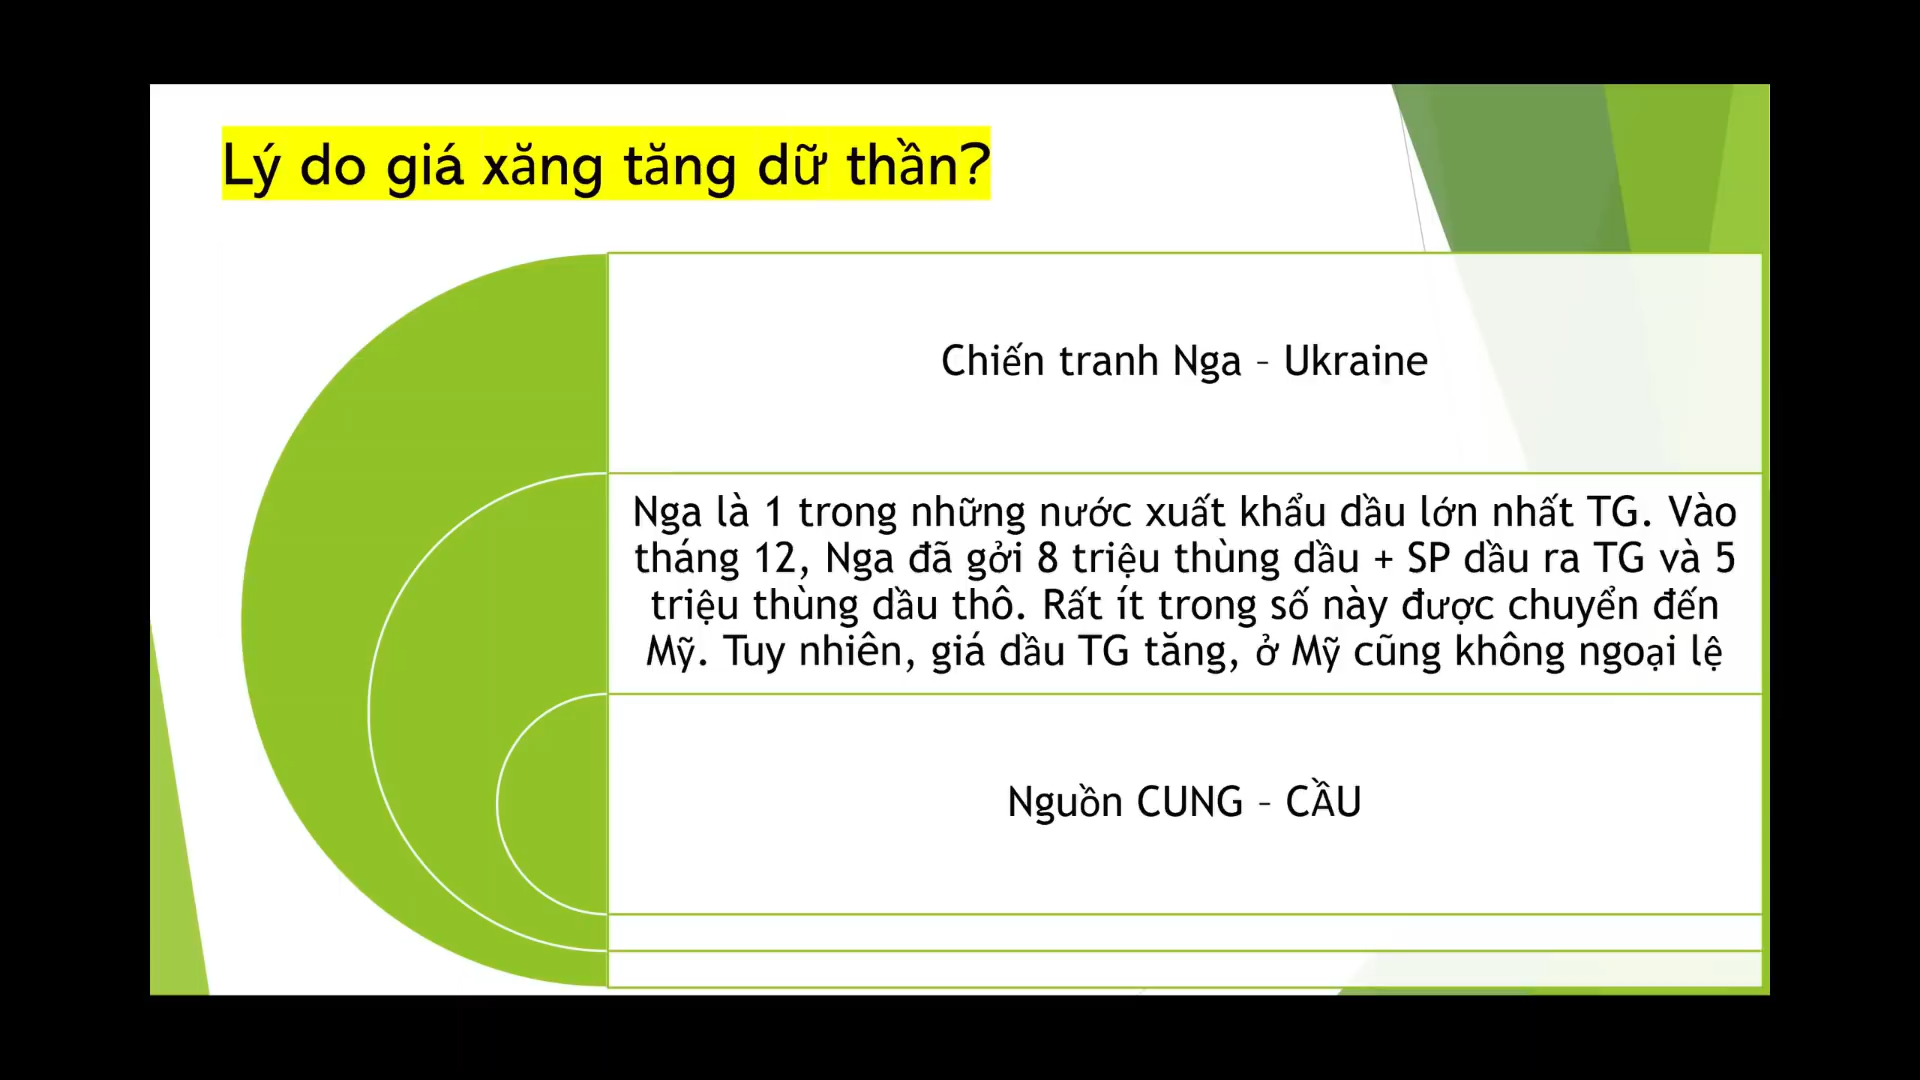 Lý do giá xăng tăng dữ thần?
Chiến tranh Nga – Ukraine
Nga là 1 trong những nước xuất khẩu dầu lớn nhất TG. Vào
tháng 12, Nga đã gởi 8 triệu thùng dầu + SP dầu ra TG và 5
triệu thùng dầu thô. Rất ít trong số này được chuyển đến
Mỹ. Tuy nhiên, giá dầu TG tăng, ở Mỹ cũng không ngoại lệ
Nguồn CUNG – CẦU